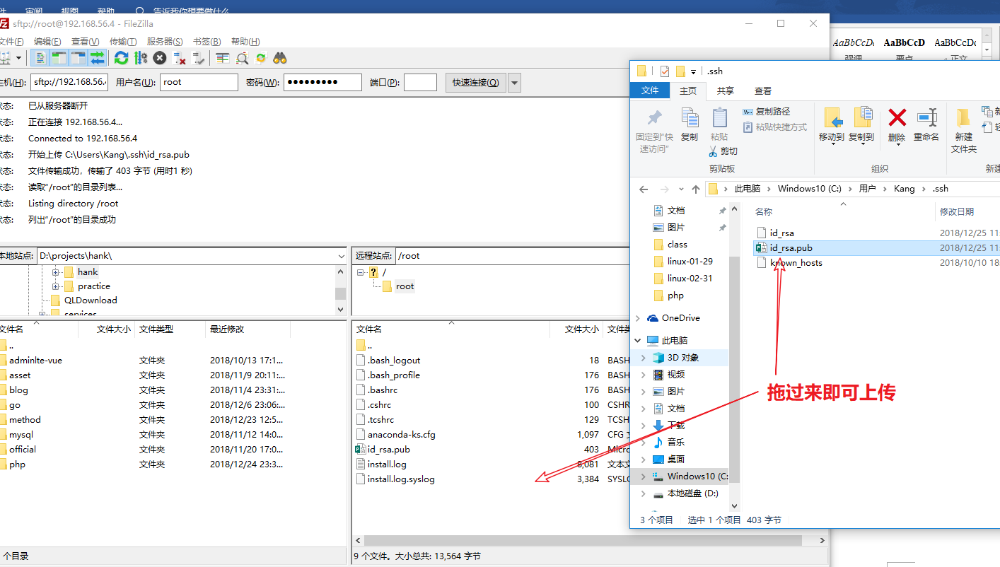 件 审阅 视图 帮助 告诉我你想要做什么
sftp://root@192.168.56.4 - FileZilla
文件(F) 编辑(E) 查看(V) 传输(T) 服务器(S) 书签(B) 帮助(H)
主机(H): sftp://192.168.56.4 用户名(U): root 密码(W): ●●●●●●●●● 端口(P): 快速连接(Q)
状态: 已从服务器断开
状态: 正在连接 192.168.56.4...
状态: Connected to 192.168.56.4
状态: 开始上传 C:\Users\Kang\.ssh\id_rsa.pub
状态: 文件传输成功，传输了 403 字节 (用时1 秒)
状态: 读取“/root”的目录列表...
状态: Listing directory /root
状态: 列出“/root”的目录成功
本地站点: D:\projects\hank\
hank
practice
QLDownload
services
文件名 文件大小 文件类型 最近修改
..
adminlte-vue 文件夹 2018/10/13 17:1...
asset 文件夹 2018/11/9 20:11:...
blog 文件夹 2018/11/4 23:31:...
go 文件夹 2018/12/6 23:06:...
method 文件夹 2018/12/23 12:5...
mysql 文件夹 2018/11/12 14:0...
official 文件夹 2018/11/20 17:0...
php 文件夹 2018/12/24 23:3...
个目录
远程站点: /root
/
root
文件名 文件大小 文件类
..
.bash_logout 18 BASH
.bash_profile 176 BASH
.bashrc 176 BASH
.cshrc 100 CSHR
.tcshrc 129 TCSH
anaconda-ks.cfg 1,097 CFG 文
id_rsa.pub 403 Micro
install.log 8,081 文本文
install.log.syslog 3,384 SYSLO
9 个文件。大小总共: 13,564 字节
AaBbCcDc AaBbCcD AaBbCcDc
强调 要点 正文
.ssh
文件 主页 共享 查看
固定到“快速访问”
复制
粘贴
复制路径
粘贴快捷方式
剪切
剪贴板
移动到 复制到 删除 重命名
组织
新建
文件夹
新建
此电脑 › Windows10 (C:) › 用户 › Kang › .ssh
文档
图片
class
linux-01-29
linux-02-31
php
OneDrive
此电脑
3D 对象
视频
图片
文档
下载
音乐
桌面
Windows10 (C:
本地磁盘 (D:)
名称 修改日期
id_rsa 2018/12/25 11:
id_rsa.pub 2018/12/25 11:
known_hosts 2018/10/10 18
拖过来即可上传
3 个项目 选中 1 个项目 403 字节